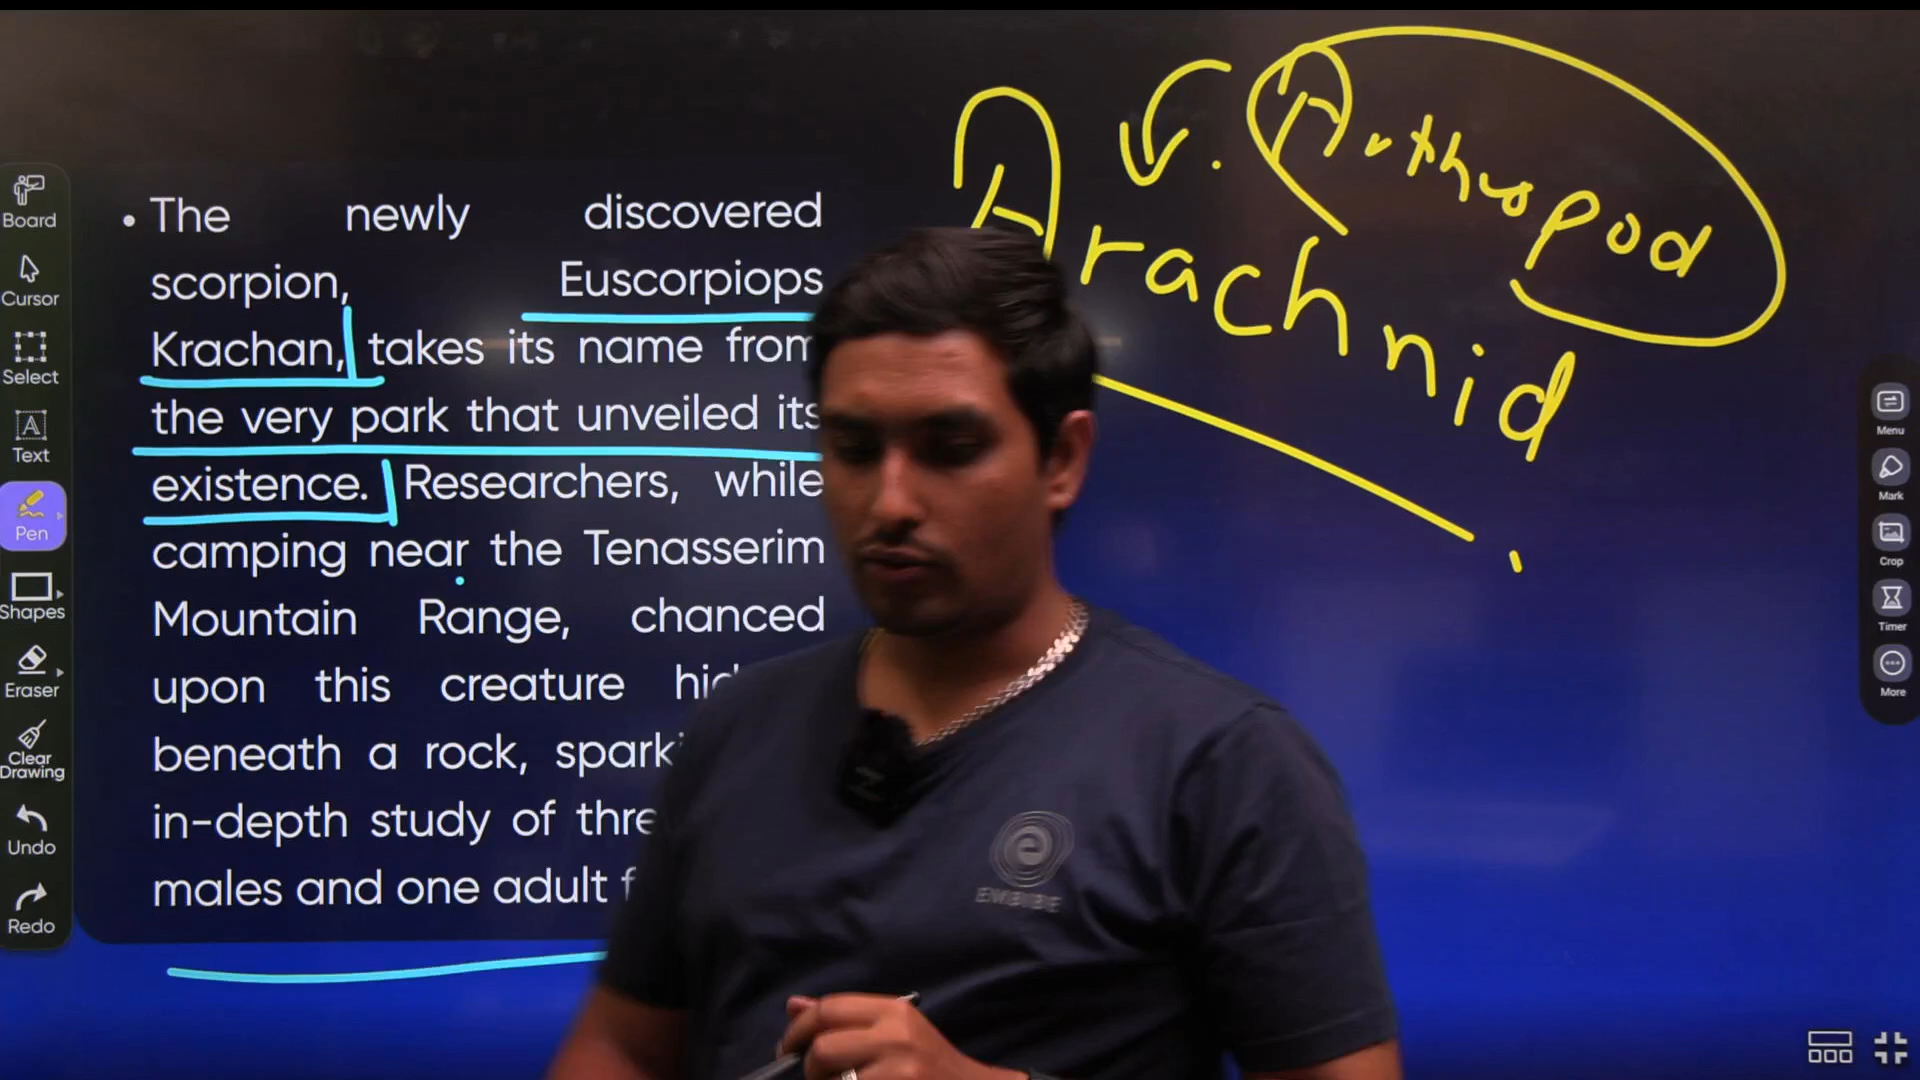 Board
Cursor
Select
Text
Pen
Shapes
Eraser
Clear
Drawing
Undo
Redo
• The newly discovered
scorpion, Euscorpiops
Krachan, takes its name from
the very park that unveiled its
existence. Researchers, while
camping near the Tenasserim
Mountain Range, chanced
upon this creature
beneath a rock,
in-depth study of
males and one adult
Arthropod
Arachnid
EMBIBE
Menu
Mark
Crop
Timer
More